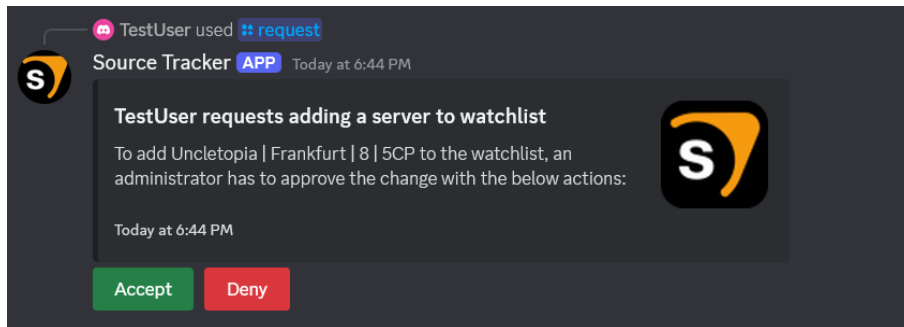 TestUser used request
Source Tracker APP Today at 6:44 PM
S
TestUser requests adding a server to watchlist
To add Uncletopia | Frankfurt | 8 | 5CP to the watchlist, an
administrator has to approve the change with the below actions:
S
Today at 6:44 PM
Accept Deny